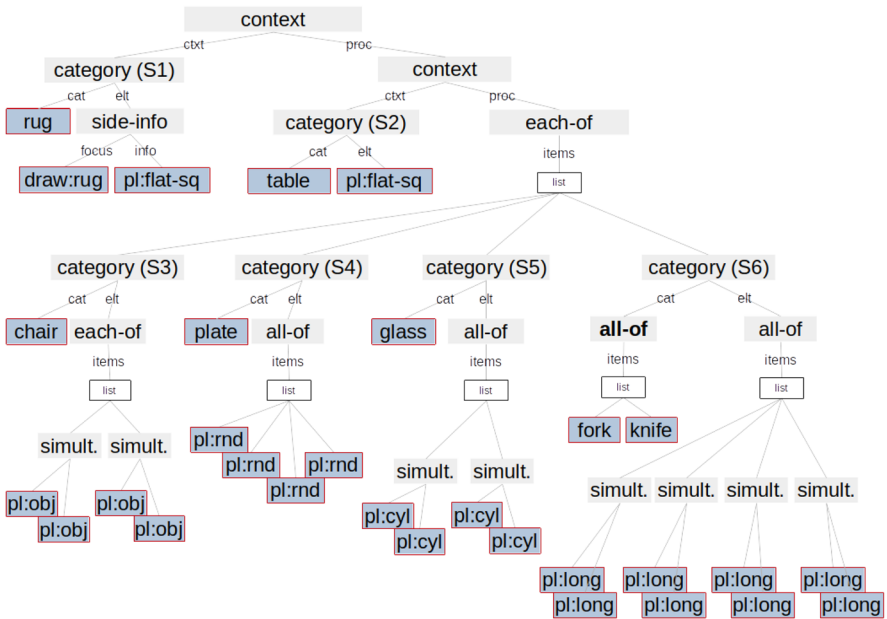 context
ctxt proc
category (S1) context
cat elt ctxt proc
rug side-info category (S2) each-of
focus info cat elt items
draw:rug pl:flat-sq table pl:flat-sq list
category (S3) category (S4) category (S5) category (S6)
cat elt cat elt cat elt cat elt
chair each-of plate all-of glass all-of all-of all-of
items items items items items
list list list list list
simult. simult. pl:rnd pl:rnd pl:rnd pl:rnd fork knife
simult. simult. simult. simult. simult. simult.
pl:obj pl:obj pl:cyl pl:cyl
pl:obj pl:obj pl:cyl pl:cyl
pl:long pl:long pl:long pl:long
pl:long pl:long pl:long pl:long